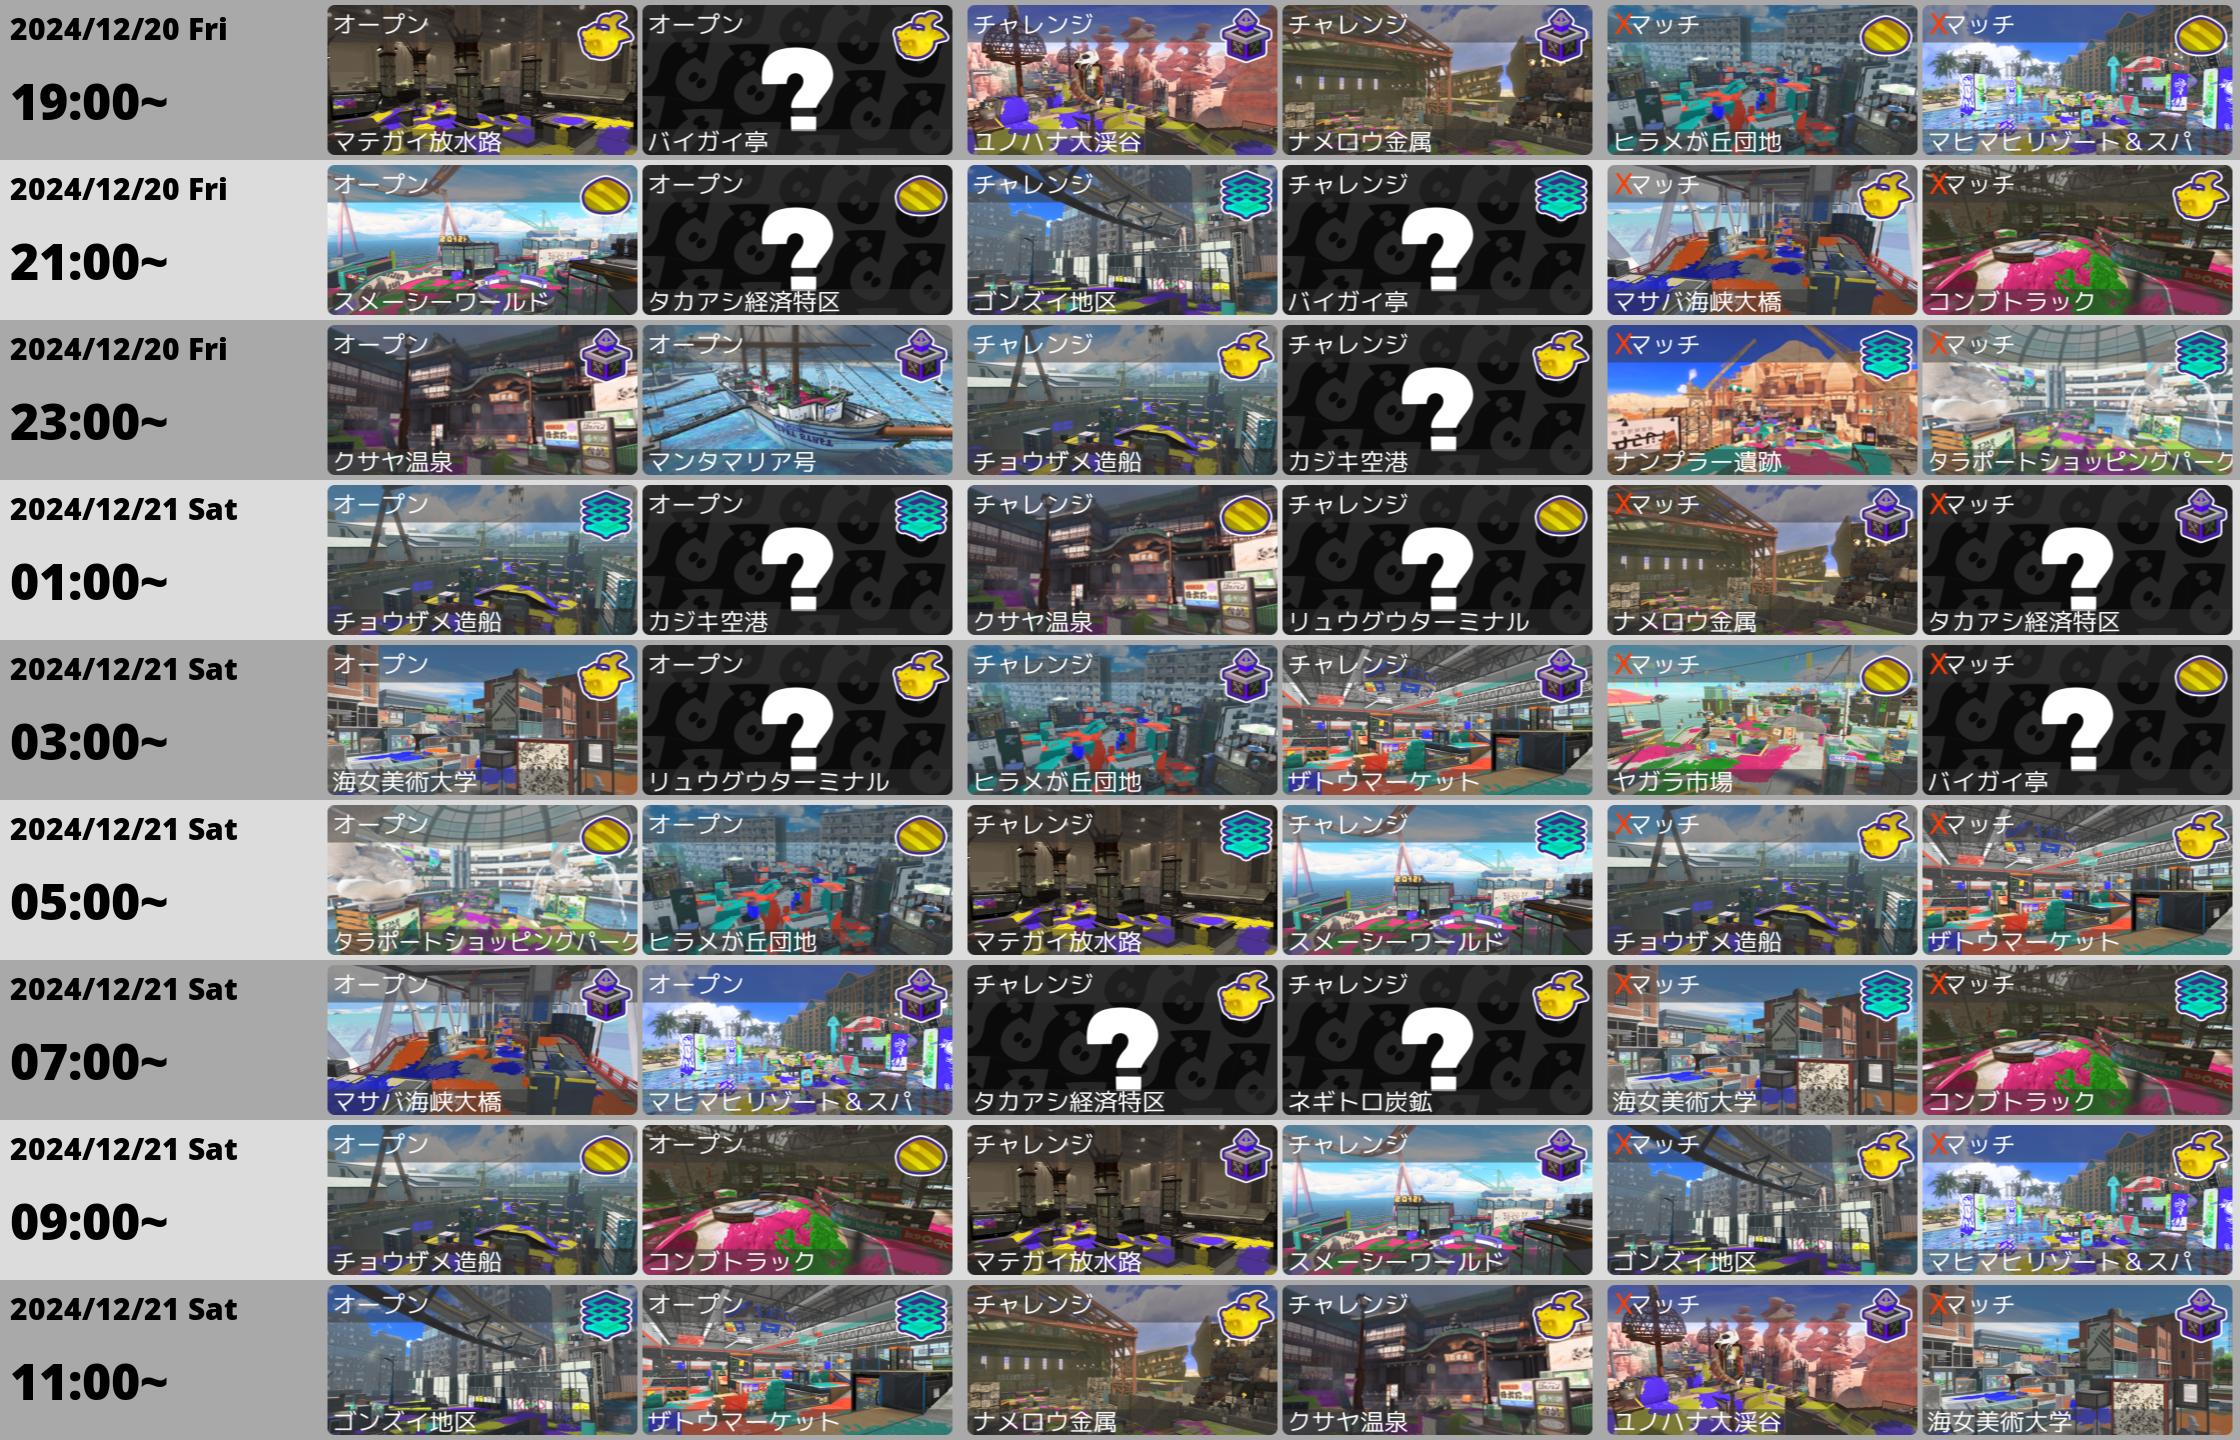 2024/12/20 Fri
19:00~
オープン
マテガイ放水路
オープン
バイガイ亭
チャレンジ
ユノハナ大渓谷
チャレンジ
ナメロウ金属
Xマッチ
ヒラメが丘団地
Xマッチ
マヒマヒリゾート&スパ
2024/12/20 Fri
21:00~
オープン
スメーシーワールド
オープン
タカアシ経済特区
チャレンジ
ゴンズイ地区
チャレンジ
バイガイ亭
Xマッチ
マサバ海峡大橋
Xマッチ
コンブトラック
2024/12/20 Fri
23:00~
オープン
クサヤ温泉
オープン
マンタマリア号
チャレンジ
チョウザメ造船
チャレンジ
カジキ空港
Xマッチ
ナンプラー遺跡
Xマッチ
タラポートショッピングパーク
2024/12/21 Sat
01:00~
オープン
チョウザメ造船
オープン
カジキ空港
チャレンジ
クサヤ温泉
チャレンジ
リュウグウターミナル
Xマッチ
ナメロウ金属
Xマッチ
タカアシ経済特区
2024/12/21 Sat
03:00~
オープン
海女美術大学
オープン
リュウグウターミナル
チャレンジ
ヒラメが丘団地
チャレンジ
ザトウマーケット
Xマッチ
ヤガラ市場
Xマッチ
バイガイ亭
2024/12/21 Sat
05:00~
オープン
タラポートショッピングパーク
オープン
ヒラメが丘団地
チャレンジ
マテガイ放水路
チャレンジ
スメーシーワールド
Xマッチ
チョウザメ造船
Xマッチ
ザトウマーケット
2024/12/21 Sat
07:00~
オープン
マサバ海峡大橋
オープン
マヒマヒリゾート&スパ
チャレンジ
タカアシ経済特区
チャレンジ
ネギトロ炭鉱
Xマッチ
海女美術大学
Xマッチ
コンブトラック
2024/12/21 Sat
09:00~
オープン
チョウザメ造船
オープン
コンブトラック
チャレンジ
マテガイ放水路
チャレンジ
スメーシーワールド
Xマッチ
ゴンズイ地区
Xマッチ
マヒマヒリゾート&スパ
2024/12/21 Sat
11:00~
オープン
ゴンズイ地区
オープン
ザトウマーケット
チャレンジ
ナメロウ金属
チャレンジ
クサヤ温泉
Xマッチ
ユノハナ大渓谷
Xマッチ
海女美術大学